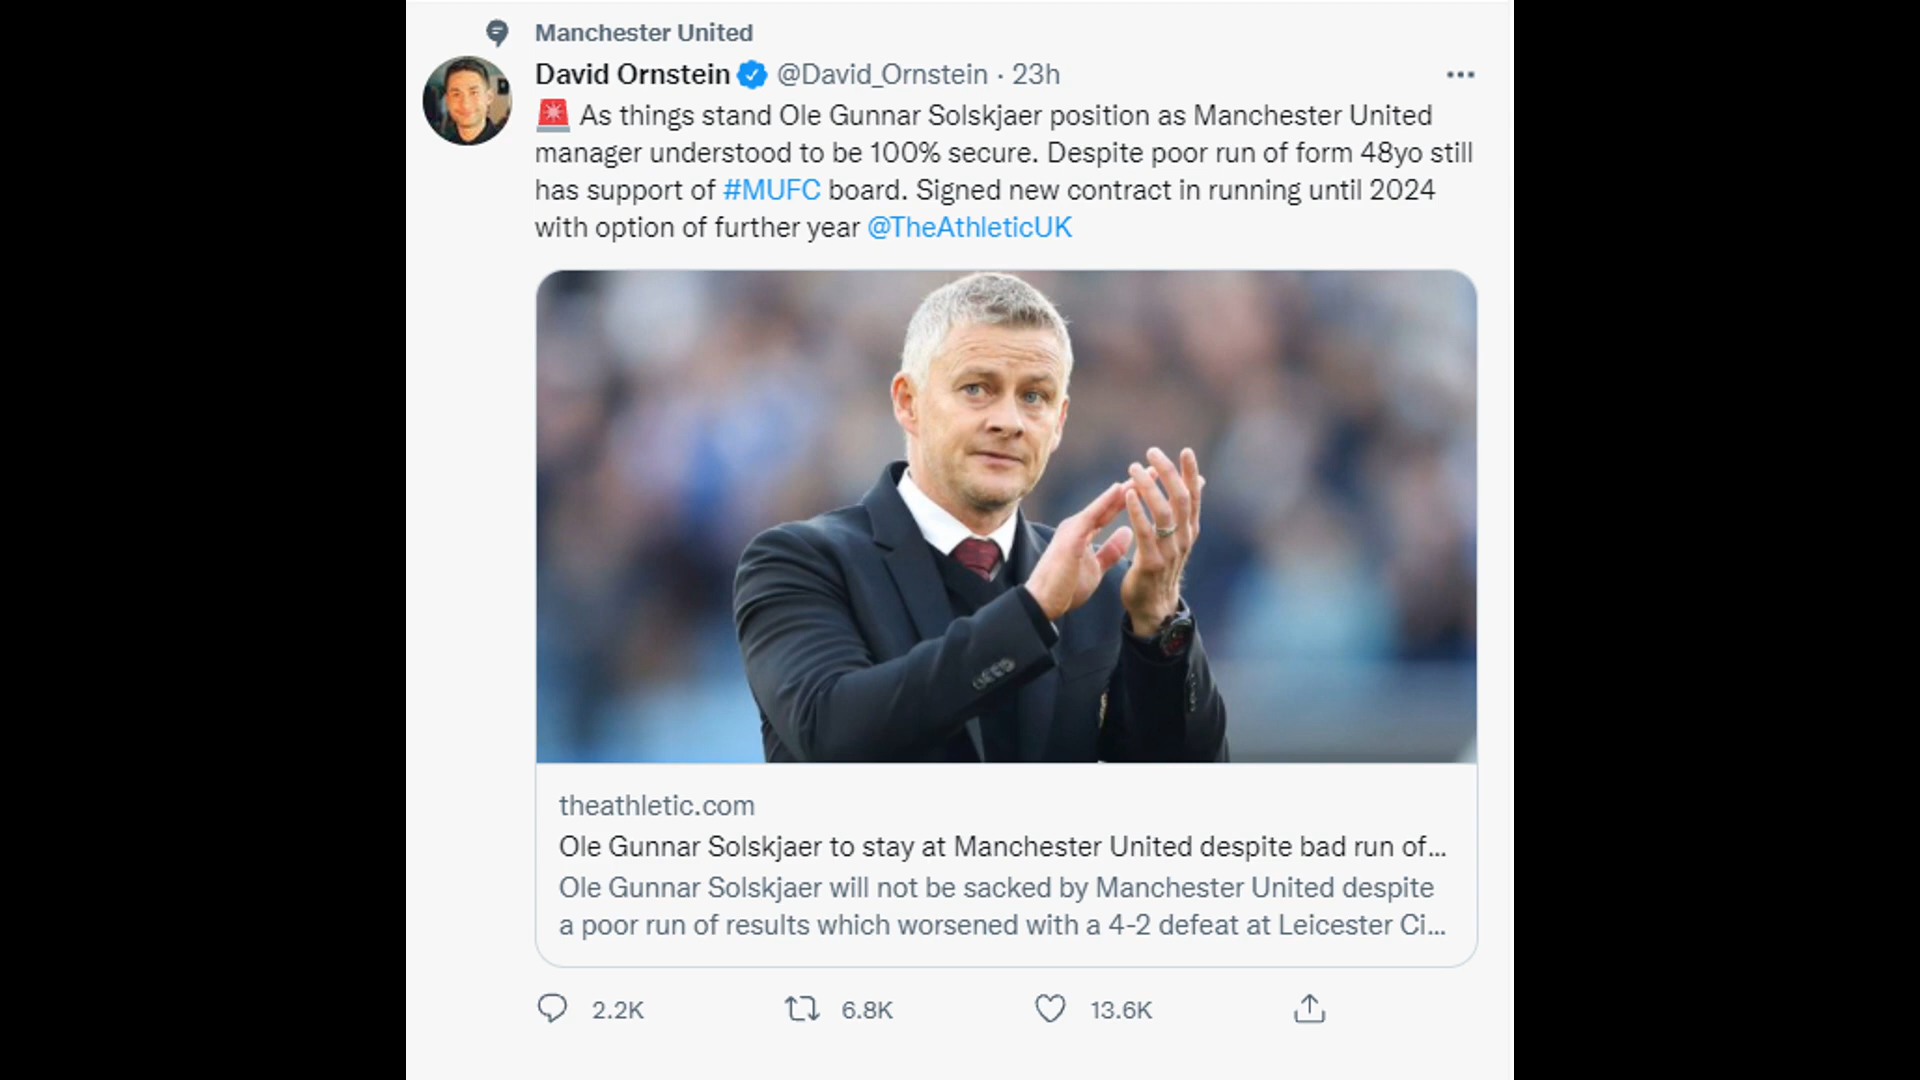 Manchester United
David Ornstein @David_Ornstein · 23h
🚨 As things stand Ole Gunnar Solskjaer position as Manchester United
manager understood to be 100% secure. Despite poor run of form 48yo still
has support of #MUFC board. Signed new contract in running until 2024
with option of further year @TheAthleticUK
theathletic.com
Ole Gunnar Solskjaer to stay at Manchester United despite bad run of...
Ole Gunnar Solskjaer will not be sacked by Manchester United despite
a poor run of results which worsened with a 4-2 defeat at Leicester Ci...
2.2K 6.8K 13.6K